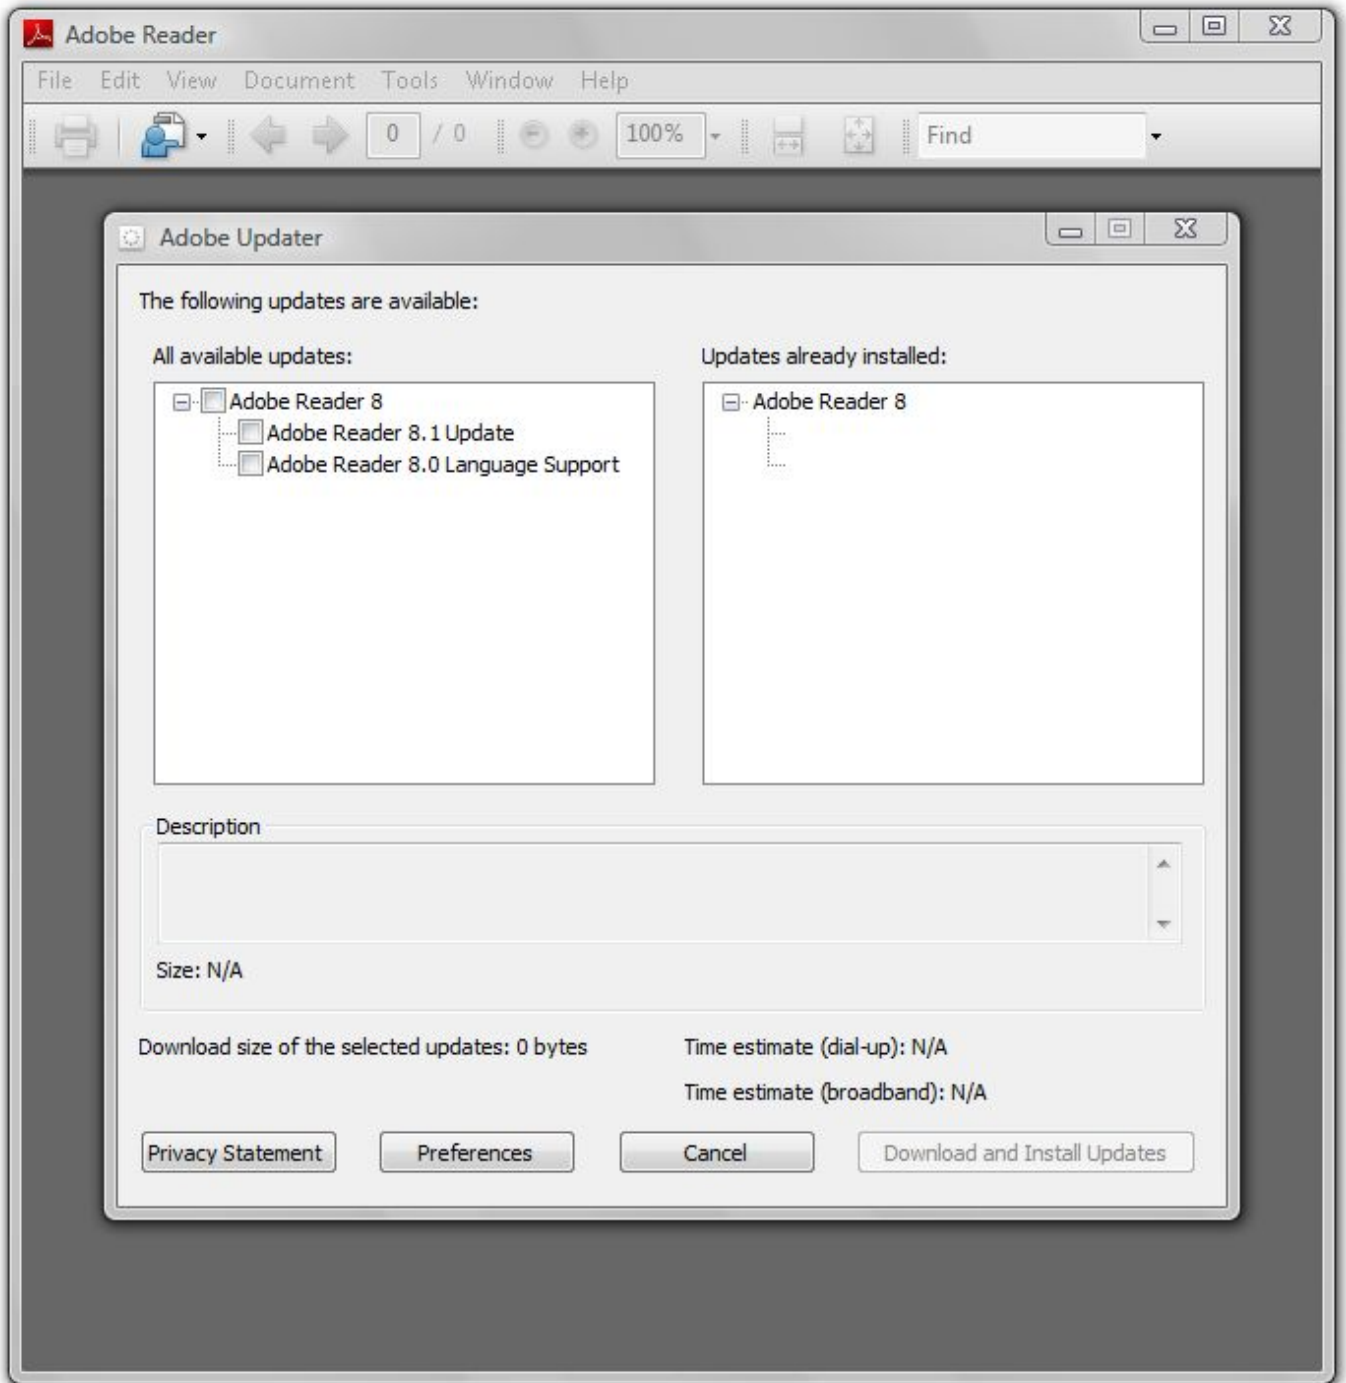 Adobe Reader
File Edit View Document Tools Window Help
0 / 0 100% Find
Adobe Updater
The following updates are available:
All available updates:
Adobe Reader 8
Adobe Reader 8.1 Update
Adobe Reader 8.0 Language Support
Updates already installed:
Adobe Reader 8
Description
Size: N/A
Download size of the selected updates: 0 bytes
Time estimate (dial-up): N/A
Time estimate (broadband): N/A
Privacy Statement Preferences Cancel Download and Install Updates